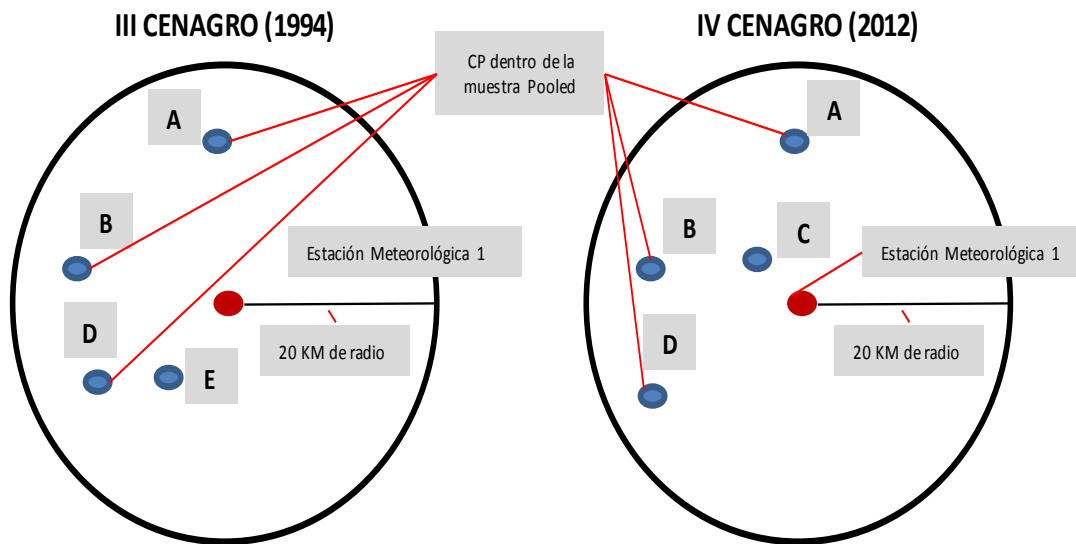 III CENAGRO (1994)
IV CENAGRO (2012)
CP dentro de la
muestra Pooled
A
B
D
E
Estación Meteorológica 1
20 KM de radio
A
B
C
D
Estación Meteorológica 1
20 KM de radio